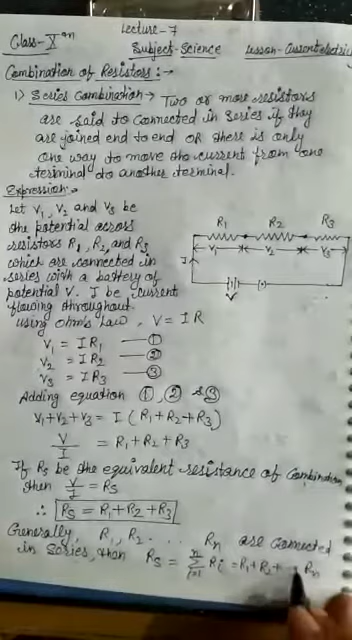 Lecture-7
Class-Xᵗʰ Subject-Science Lesson-Current electricity
Combination of Resistors:→
1) Series Combination→ Two or more resistors
are said to connected in series if they
are joined end to end or there is only
one way to move the current from one
terminal to another terminal.
Expression→
Let V₁, V₂ and V₃ be
the potential across
resistors R₁, R₂, and R₃
which are connected in
series with a battery of
potential V. I be current
flowing throughout
R₁ R₂ R₃
V₁ V₂ V₃
I
V
using ohm's law, V = IR
V₁ = IR₁ —— ①
V₂ = IR₂ —— ②
V₃ = IR₃ —— ③
Adding equation ①, ② & ③
V₁+V₂+V₃ = I (R₁+R₂+R₃)
V/I = R₁+R₂+R₃
If Rs be the equivalent resistance of combination
then V/I = Rs
∴ Rs = R₁+R₂+R₃
Generally, R₁, R₂ . . . . Rn are connected
in series, then Rs = Σⁿᵢ₌₁ Ri = R₁+R₂+ Rn